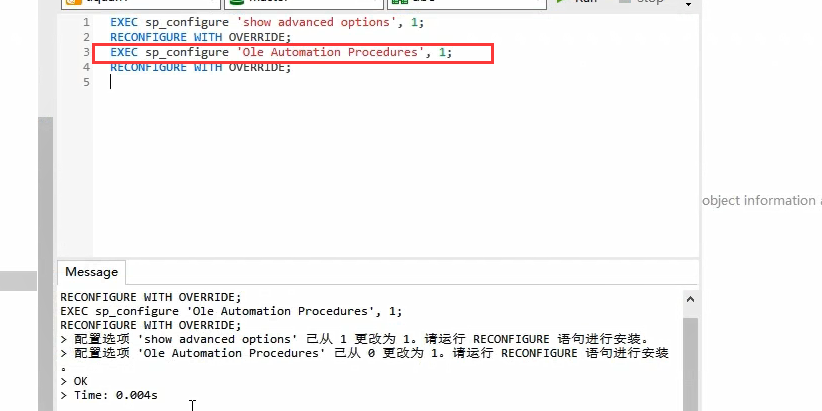 1 EXEC sp_configure 'show advanced options', 1;
2 RECONFIGURE WITH OVERRIDE;
3 EXEC sp_configure 'Ole Automation Procedures', 1;
4 RECONFIGURE WITH OVERRIDE;
5
object information
Message
RECONFIGURE WITH OVERRIDE;
EXEC sp_configure 'Ole Automation Procedures', 1;
RECONFIGURE WITH OVERRIDE;
> 配置选项 'show advanced options' 已从 1 更改为 1。请运行 RECONFIGURE 语句进行安装。
> 配置选项 'Ole Automation Procedures' 已从 0 更改为 1。请运行 RECONFIGURE 语句进行安装
。
> OK
> Time: 0.004s